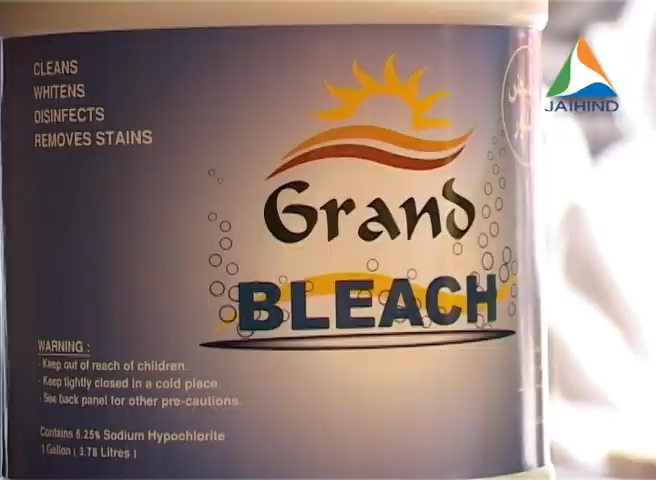 CLEANS
WHITENS
DISINFECTS
REMOVES STAINS
Grand
BLEACH
WARNING :
- Keep out of reach of children.
- Keep tightly closed in a cold place.
- See back panel for other pre-cautions.
Contains 5.25% Sodium Hypochlorite
1 Gallon ( 3.78 Litres )
JAIHIND